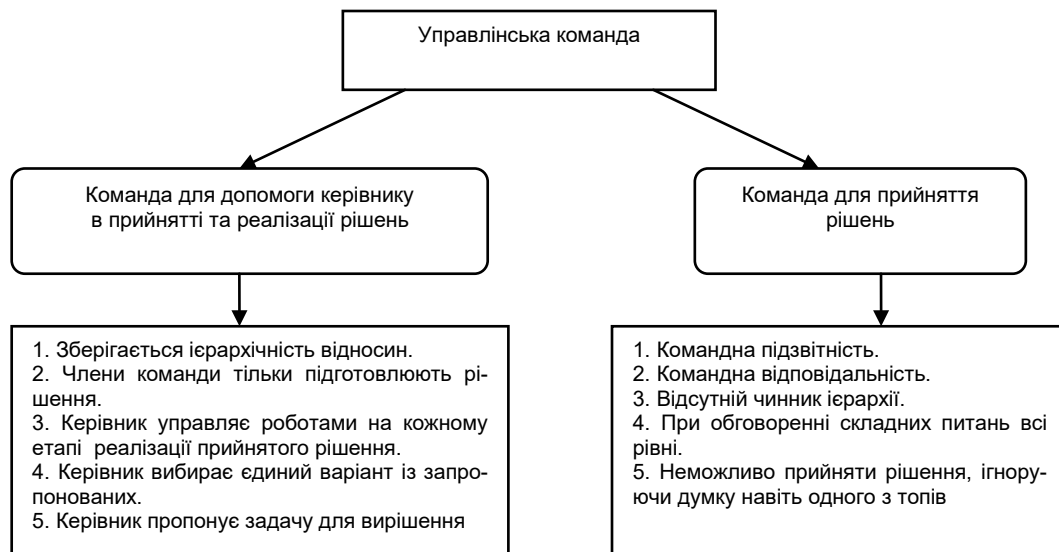 Управлінська команда
Команда для допомоги керівнику
в прийнятті та реалізації рішень
Команда для прийняття
рішень
1. Зберігається ієрархічність відносин.
2. Члени команди тільки підготовлюють рі-
шення.
3. Керівник управляє роботами на кожному
етапі реалізації прийнятого рішення.
4. Керівник вибирає єдиний варіант із запро-
понованих.
5. Керівник пропонує задачу для вирішення
1. Командна підзвітність.
2. Командна відповідальність.
3. Відсутній чинник ієрархії.
4. При обговоренні складних питань всі
рівні.
5. Неможливо прийняти рішення, ігнору-
ючи думку навіть одного з топів